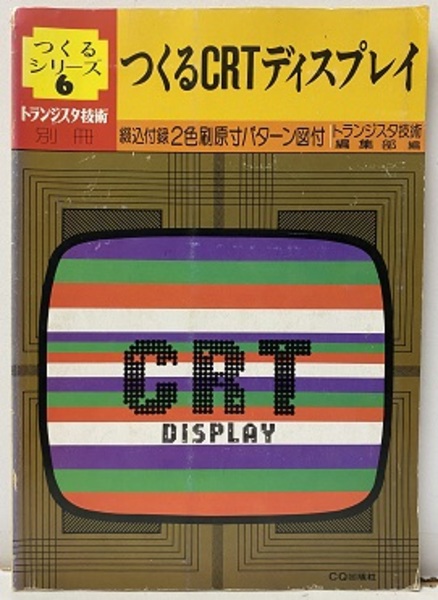 つくる
シリーズ
6
つくるCRTディスプレイ
トランジスタ技術
別冊
綴込付録2色刷原寸パターン図付
トランジスタ技術
編集部 編
CRT
DISPLAY
CQ出版社